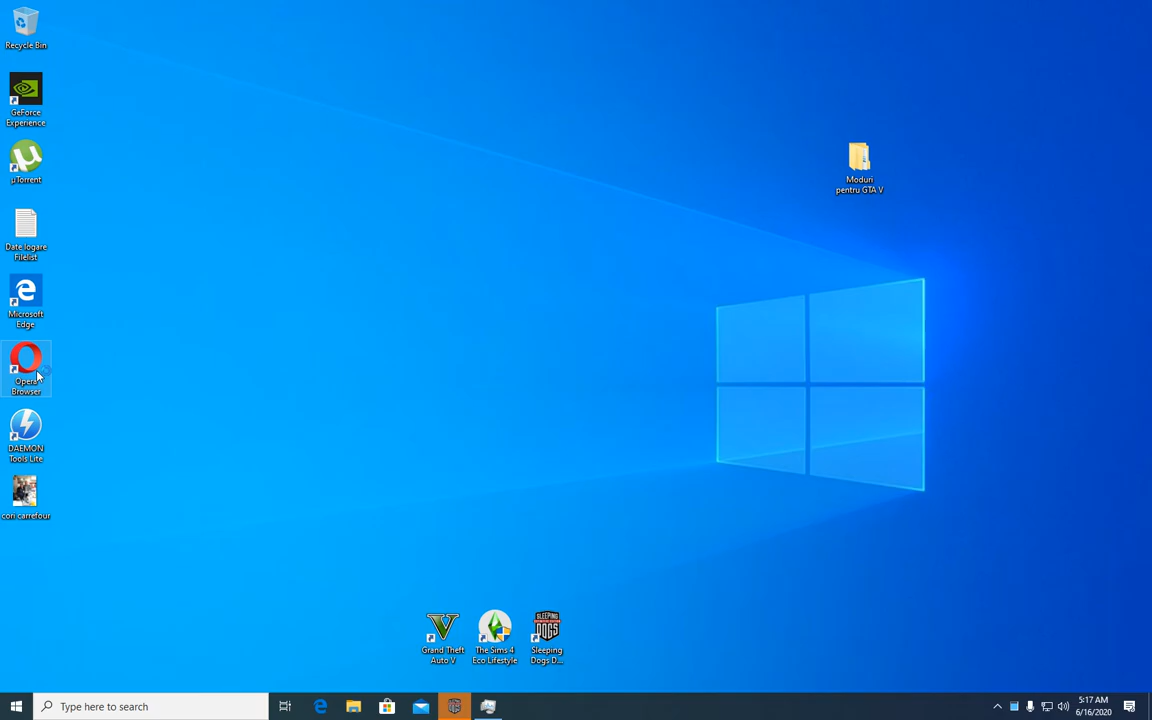 Recycle Bin
GeForce
Experience
µTorrent
Date logare
Filelist
Microsoft
Edge
Opera
Browser
DAEMON
Tools Lite
cori carrefour
Moduri
pentru GTA V
Grand Theft
Auto V
The Sims 4
Eco Lifestyle
SLEEPING
DOGS
Sleeping
Dogs D...
Type here to search
5:17 AM
6/16/2020